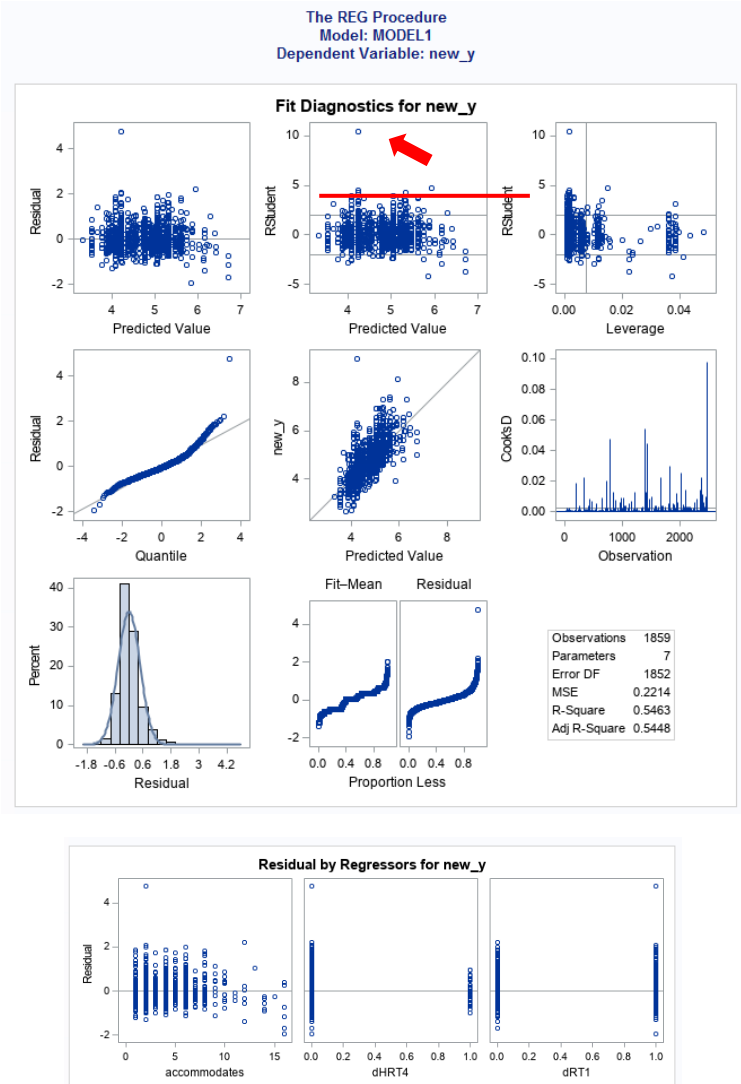 The REG Procedure
Model: MODEL1
Dependent Variable: new_y
Fit Diagnostics for new_y
4
2
0
-2
Residual
4 5 6 7
Predicted Value
10
5
0
-5
RStudent
4 5 6 7
Predicted Value
10
5
0
-5
RStudent
0.00 0.02 0.04
Leverage
4
2
0
-2
Residual
-4 -2 0 2 4
Quantile
8
6
4
new_y
4 6 8
Predicted Value
0.10
0.08
0.06
0.04
0.02
0.00
Cook's D
0 1000 2000
Observation
40
30
20
10
0
Percent
-1.8 -0.6 0.6 1.8 3 4.2
Residual
Fit–Mean Residual
4
2
0
-2
0.0 0.4 0.8 0.0 0.4 0.8
Proportion Less
Observations 1859
Parameters 7
Error DF 1852
MSE 0.2214
R-Square 0.5463
Adj R-Square 0.5448
Residual by Regressors for new_y
4
2
0
-2
Residual
0 5 10 15
accommodates
0.0 0.2 0.4 0.6 0.8 1.0
dHRT4
0.0 0.2 0.4 0.6 0.8 1.0
dRT1